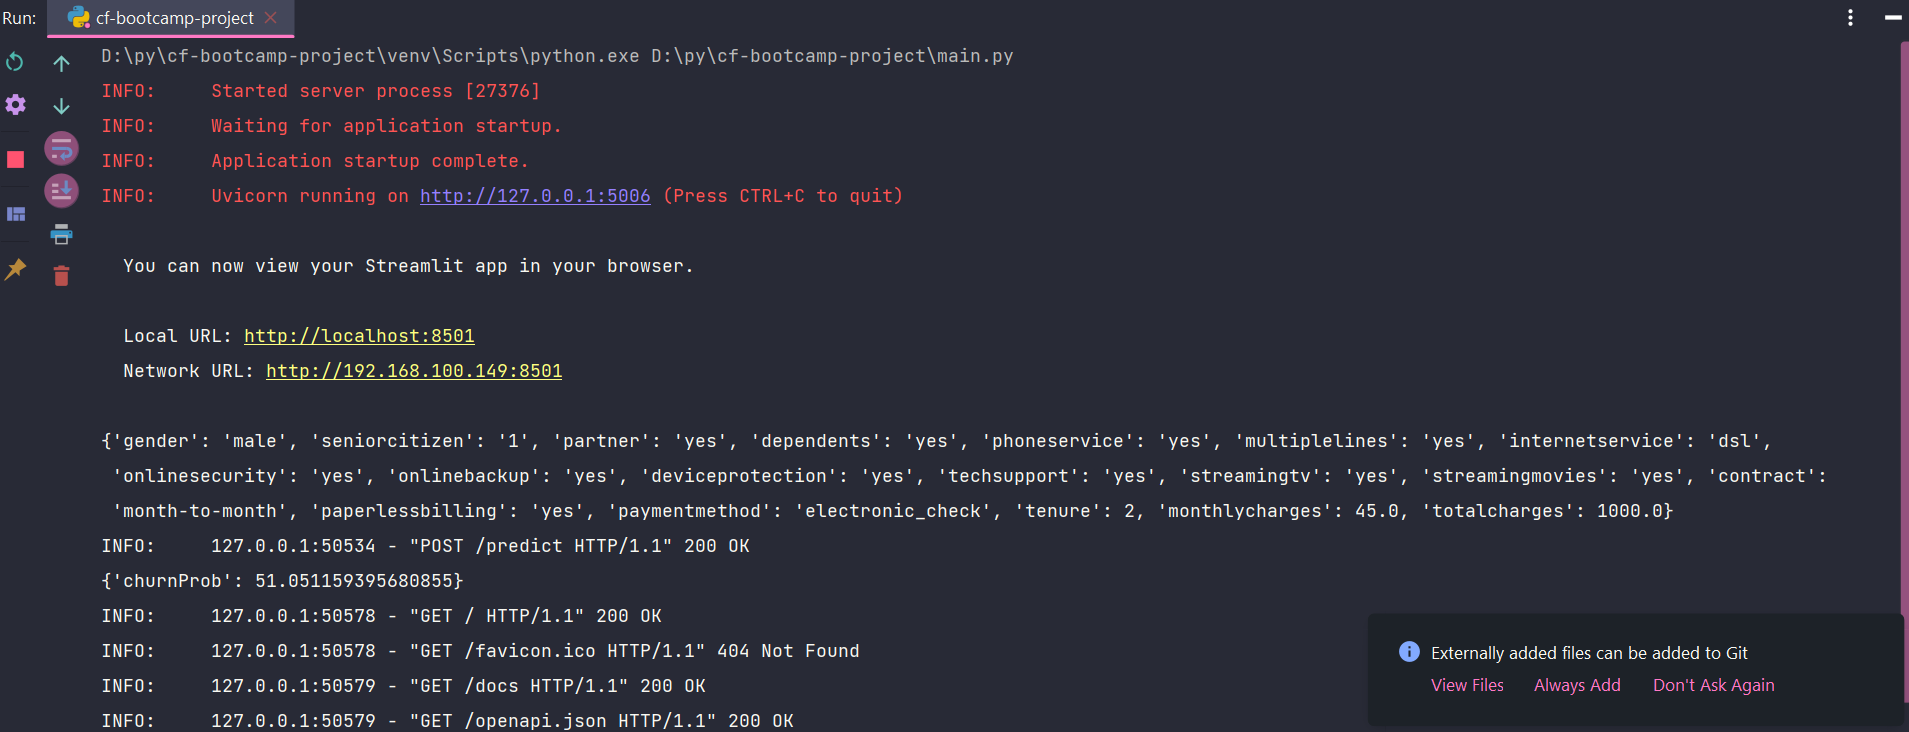 Run: cf-bootcamp-project
D:\py\cf-bootcamp-project\venv\Scripts\python.exe D:\py\cf-bootcamp-project\main.py
INFO:     Started server process [27376]
INFO:     Waiting for application startup.
INFO:     Application startup complete.
INFO:     Uvicorn running on http://127.0.0.1:5006 (Press CTRL+C to quit)
You can now view your Streamlit app in your browser.
Local URL: http://localhost:8501
Network URL: http://192.168.100.149:8501
{'gender': 'male', 'seniorcitizen': '1', 'partner': 'yes', 'dependents': 'yes', 'phoneservice': 'yes', 'multiplelines': 'yes', 'internetservice': 'dsl',
'onlinesecurity': 'yes', 'onlinebackup': 'yes', 'deviceprotection': 'yes', 'techsupport': 'yes', 'streamingtv': 'yes', 'streamingmovies': 'yes', 'contract':
'month-to-month', 'paperlessbilling': 'yes', 'paymentmethod': 'electronic_check', 'tenure': 2, 'monthlycharges': 45.0, 'totalcharges': 1000.0}
INFO:     127.0.0.1:50534 - "POST /predict HTTP/1.1" 200 OK
{'churnProb': 51.051159395680855}
INFO:     127.0.0.1:50578 - "GET / HTTP/1.1" 200 OK
INFO:     127.0.0.1:50578 - "GET /favicon.ico HTTP/1.1" 404 Not Found
INFO:     127.0.0.1:50579 - "GET /docs HTTP/1.1" 200 OK
INFO:     127.0.0.1:50579 - "GET /openapi.json HTTP/1.1" 200 OK
Externally added files can be added to Git
View Files Always Add Don't Ask Again